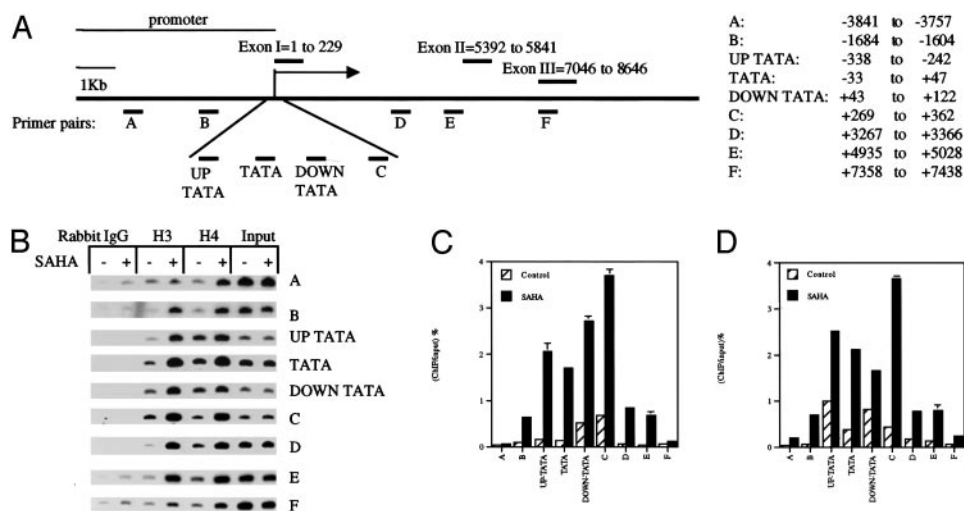 A
promoter
Exon I=1 to 229
Exon II=5392 to 5841
Exon III=7046 to 8646
1Kb
Primer pairs:
A
B
D
E
F
UP TATA
TATA
DOWN TATA
C
A: -3841 to -3757
B: -1684 to -1604
UP TATA: -338 to -242
TATA: -33 to +47
DOWN TATA: +43 to +122
C: +269 to +362
D: +3267 to +3366
E: +4935 to +5028
F: +7358 to +7438
B
Rabbit IgG H3 H4 Input
SAHA - + - + - + - +
A
B
UP TATA
TATA
DOWN TATA
C
D
E
F
C
Control
SAHA
(ChIP/input) %
4
3
2
1
0
A
B
UP-TATA
TATA
DOWN-TATA
C
D
E
F
D
Control
SAHA
(ChIP/input)%
4
3
2
1
0
A
B
UP-TATA
TATA
DOWN-TATA
C
D
E
F